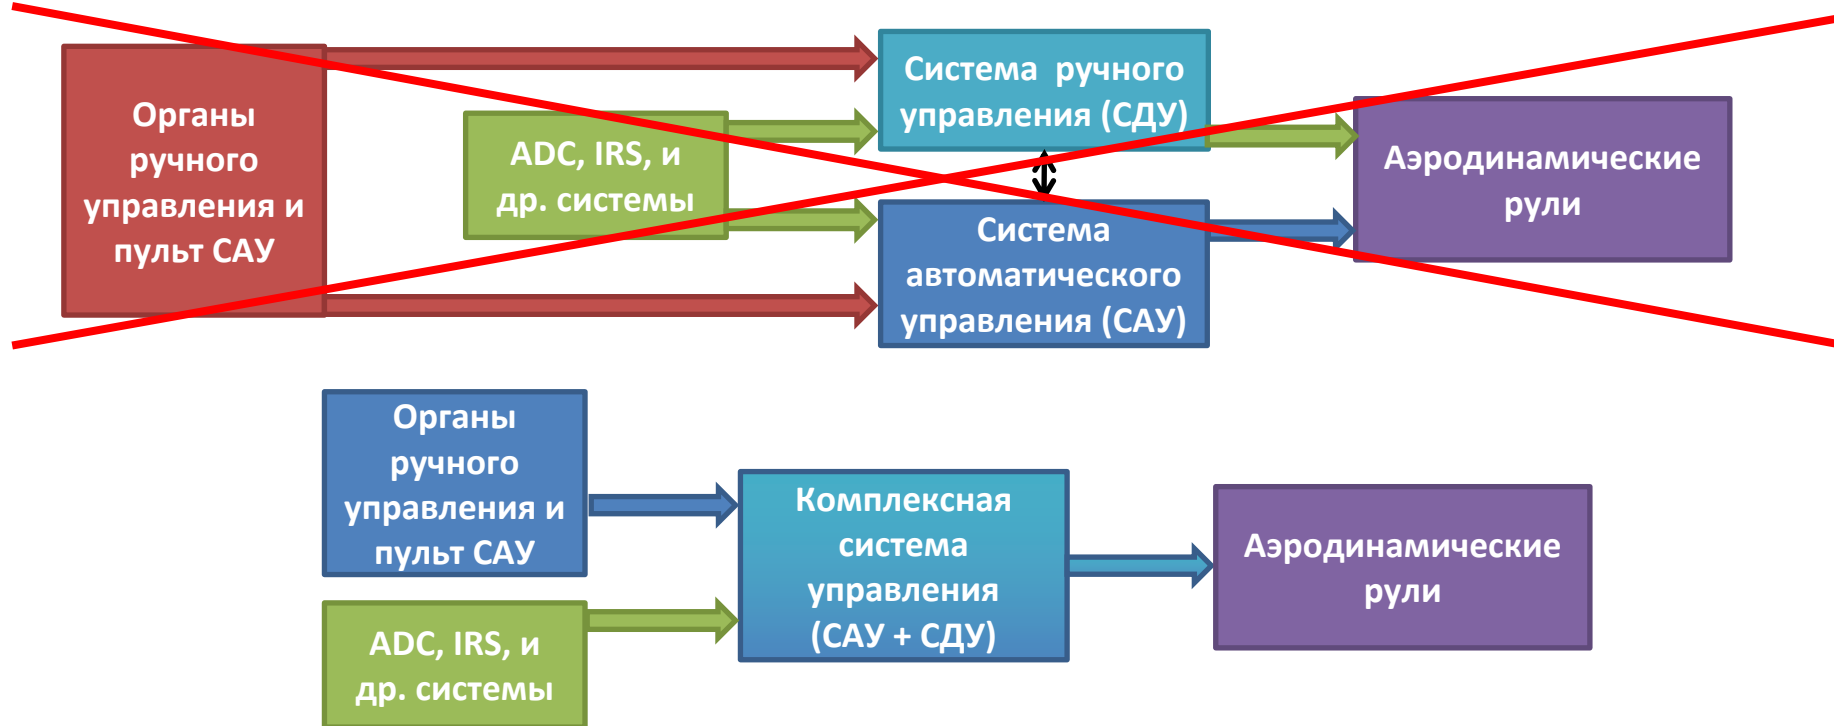 Органы
ручного
управления и
пульт САУ
ADC, IRS, и
др. системы
Система ручного
управления (СДУ)
Система
автоматического
управления (САУ)
Аэродинамические
рули
Органы
ручного
управления и
пульт САУ
ADC, IRS, и
др. системы
Комплексная
система
управления
(САУ + СДУ)
Аэродинамические
рули